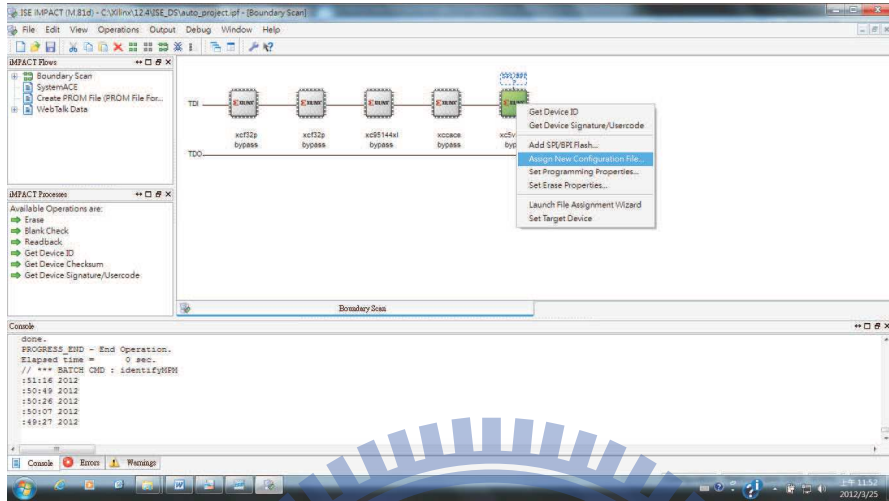 ISE iMPACT (M.81d) - C:\Xilinx\12.4\ISE_DS\auto_project.ipf - [Boundary Scan]
File Edit View Operations Output Debug Window Help
iMPACT Flows
Boundary Scan
SystemACE
Create PROM File (PROM File For...
WebTalk Data
TDI
TDO
xcf32p
bypass
xcf32p
bypass
xc95144xl
bypass
xccace
bypass
Get Device ID
Get Device Signature/Usercode
Add SPI/BPI Flash...
Assign New Configuration File...
Set Programming Properties...
Set Erase Properties...
Launch File Assignment Wizard
Set Target Device
iMPACT Processes
Available Operations are:
Erase
Blank Check
Readback
Get Device ID
Get Device Checksum
Get Device Signature/Usercode
Boundary Scan
Console
done.
PROGRESS_END - End Operation.
Elapsed time = 0 sec.
// *** BATCH CMD : identifyMPM
:51:16 2012
:50:49 2012
:50:26 2012
:50:07 2012
:49:27 2012
Console Errors Warnings
上午 11:52
2012/3/25